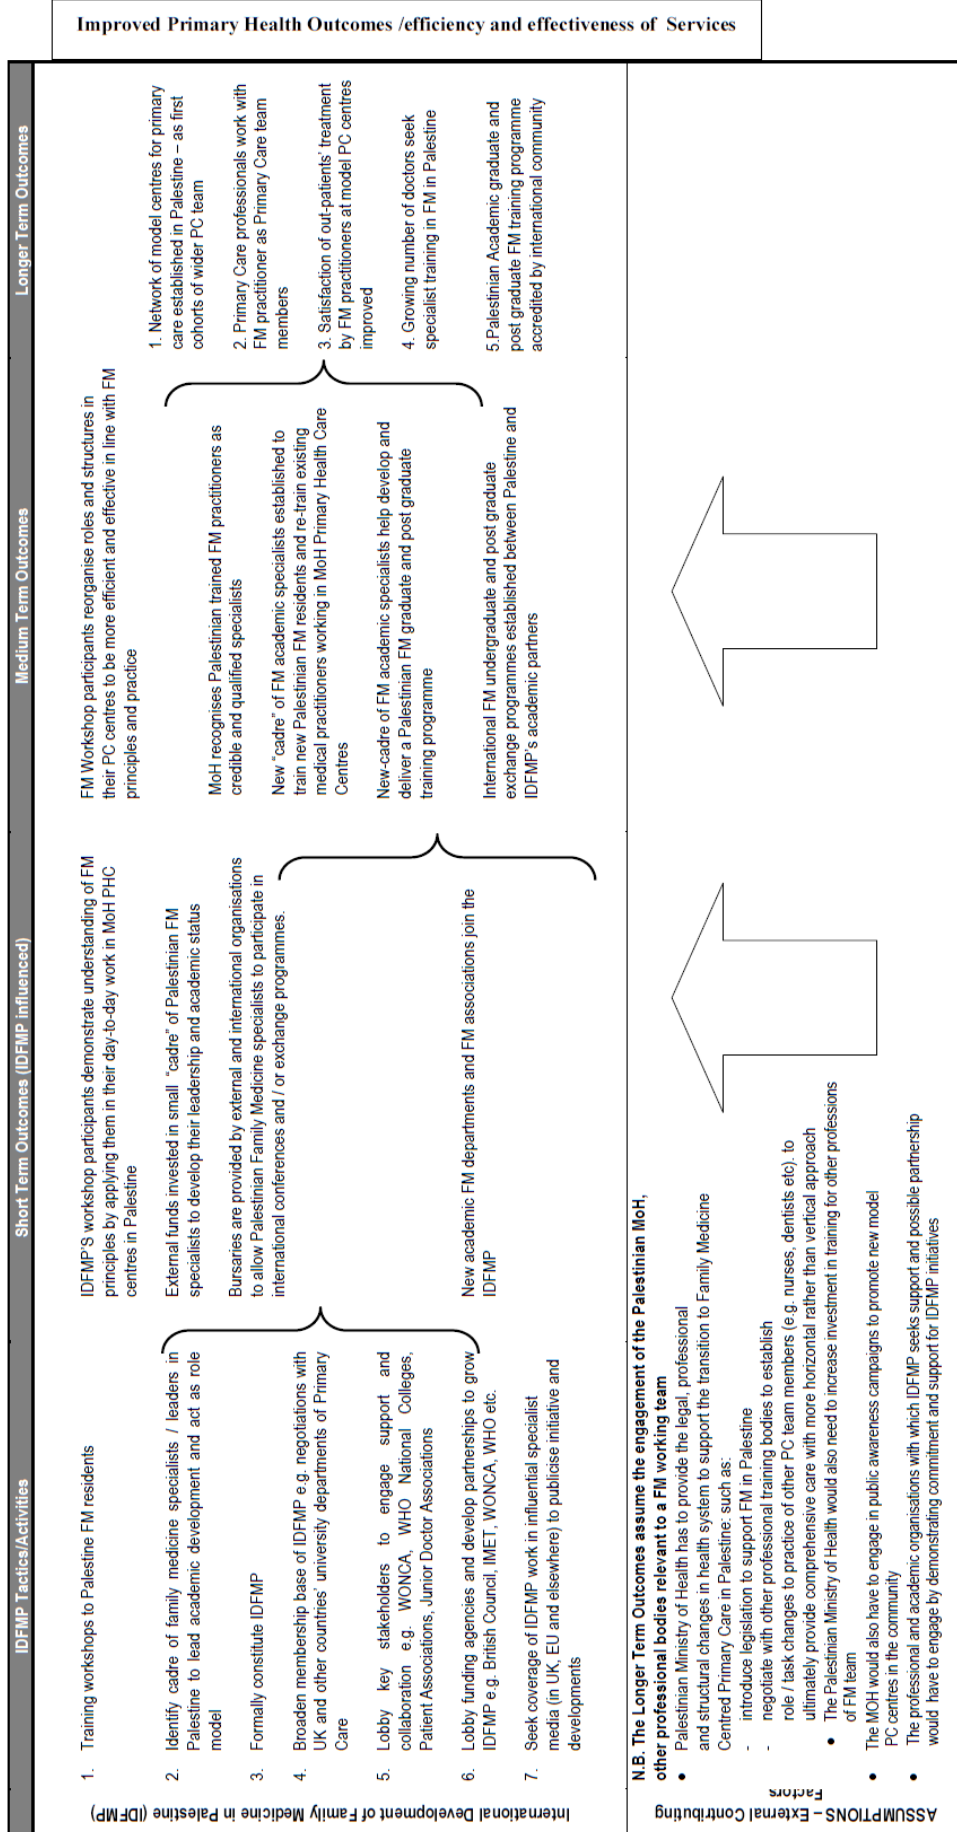 Improved Primary Health Outcomes /efficiency and effectiveness of Services
IDFMP Tactics/Activities
Short Term Outcomes (IDFMP influenced)
Medium Term Outcomes
Longer Term Outcomes
International Development of Family Medicine in Palestine (IDFMP)
1. Training workshops to Palestine FM residents
2. Identify cadre of family medicine specialists / leaders in
Palestine to lead academic development and act as role
model
3. Formally constitute IDFMP
4. Broaden membership base of IDFMP e.g. negotiations with
UK and other countries' university departments of Primary
Care
5. Lobby key stakeholders to engage support and
collaboration e.g. WONCA, WHO National Colleges,
Patient Associations, Junior Doctor Associations
6. Lobby funding agencies and develop partnerships to grow
IDFMP e.g. British Council, IMET, WONCA, WHO etc.
7. Seek coverage of IDFMP work in influential specialist
media (in UK, EU and elsewhere) to publicise initiative and
developments
IDFMP'S workshop participants demonstrate understanding of FM
principles by applying them in their day-to-day work in MoH PHC
centres in Palestine
External funds invested in small "cadre" of Palestinian FM
specialists to develop their leadership and academic status
Bursaries are provided by external and international organisations
to allow Palestinian Family Medicine specialists to participate in
international conferences and / or exchange programmes.
New academic FM departments and FM associations join the
IDFMP
FM Workshop participants reorganise roles and structures in
their PC centres to be more efficient and effective in line with FM
principles and practice
MoH recognises Palestinian trained FM practitioners as
credible and qualified specialists
New "cadre" of FM academic specialists established to
train new Palestinian FM residents and re-train existing
medical practitioners working in MoH Primary Health Care
Centres
New-cadre of FM academic specialists help develop and
deliver a Palestinian FM graduate and post graduate
training programme
International FM undergraduate and post graduate
exchange programmes established between Palestine and
IDFMP's academic partners
1. Network of model centres for primary
care established in Palestine – as first
cohorts of wider PC team
2. Primary Care professionals work with
FM practitioner as Primary Care team
members
3. Satisfaction of out-patients' treatment
by FM practitioners at model PC centres
improved
4. Growing number of doctors seek
specialist training in FM in Palestine
5.Palestinian Academic graduate and
post graduate FM training programme
accredited by international community
ASSUMPTIONS – External Contributing
Factors
N.B. The Longer Term Outcomes assume the engagement of the Palestinian MoH,
other professional bodies relevant to a FM working team
• Palestinian Ministry of Health has to provide the legal, professional
and structural changes in health system to support the transition to Family Medicine
Centred Primary Care in Palestine: such as:
- introduce legislation to support FM in Palestine
- negotiate with other professional training bodies to establish
role / task changes to practice of other PC team members (e.g. nurses, dentists etc). to
ultimately provide comprehensive care with more horizontal rather than vertical approach
• The Palestinian Ministry of Health would also need to increase investment in training for other professions
of FM team
• The MOH would also have to engage in public awareness campaigns to promote new model
PC centres in the community
• The professional and academic organisations with which IDFMP seeks support and possible partnership
would have to engage by demonstrating commitment and support for IDFMP initiatives